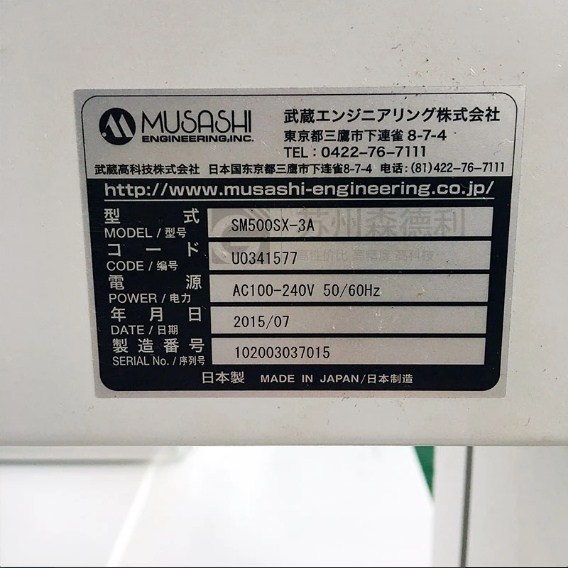 MUSASHI
ENGINEERING,INC.
武蔵エンジニアリング株式会社
東京都三鷹市下連雀 8-7-4
TEL : 0422-76-7111
武蔵高科技株式会社 日本国东京都三鹰市下连雀8-7-4 电话:(81)422-76-7111
http://www.musashi-engineering.co.jp/
型式 SM500SX-3A
MODEL / 型号
コード U0341577
CODE / 编号
電源 AC100-240V 50/60Hz
POWER / 电力
年月日 2015/07
DATE / 日期
製造番号 102003037015
SERIAL No. / 序列号
日本製 MADE IN JAPAN/日本制造
苏州森德利